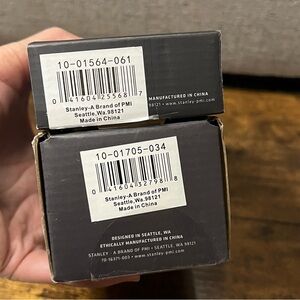 10-01564-061
0 41604 25568 7
Stanley-A Brand of PMI
Seattle,Wa.98121
Made in China
MANUFACTURED IN CHINA
98121 • www.stanley-pmi.com
10-01705-034
0 41604 32796 8
Stanley-A Brand of PMI
Seattle,Wa.98121
Made in China
DESIGNED IN SEATTLE, WA
ETHICALLY MANUFACTURED IN CHINA
STANLEY A BRAND OF PMI • SEATTLE, WA 98121
www.stanley-pmi.com